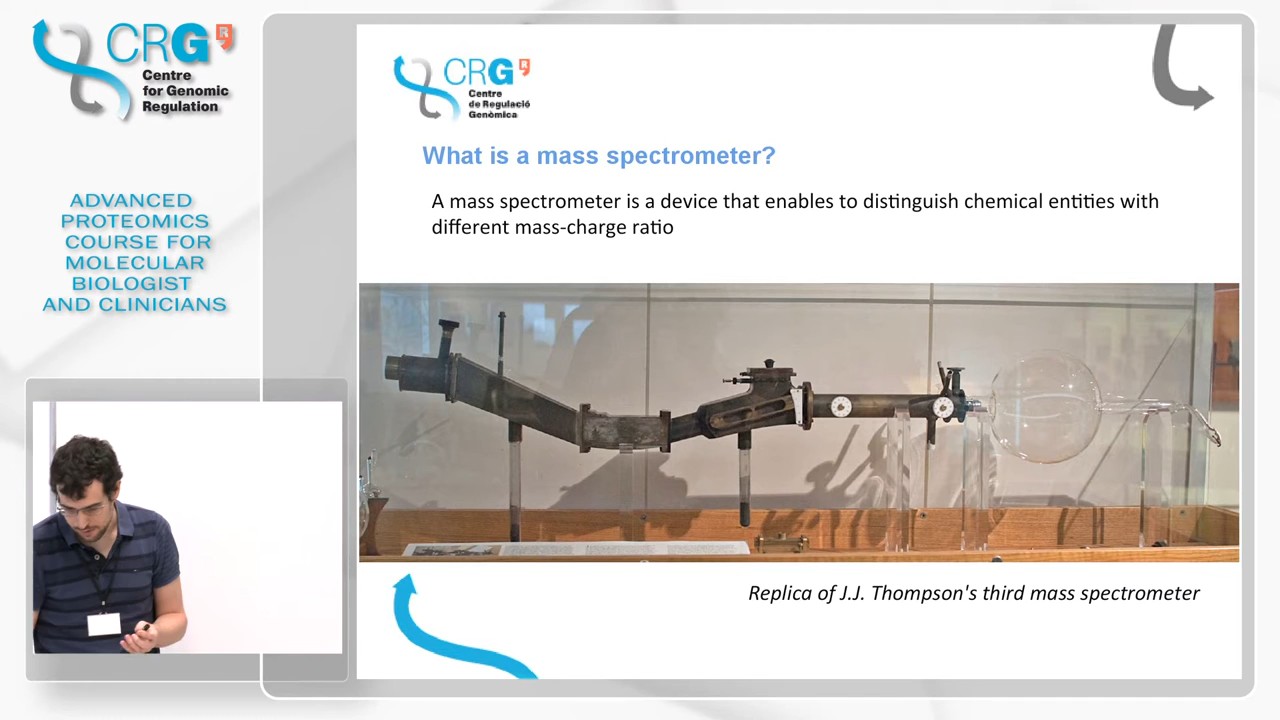 CRG
Centre
for Genomic
Regulation
ADVANCED
PROTEOMICS
COURSE FOR
MOLECULAR
BIOLOGIST
AND CLINICIANS
CRG
Centre
de Regulació
Genòmica
What is a mass spectrometer?
A mass spectrometer is a device that enables to distinguish chemical entities with
different mass-charge ratio
Replica of J.J. Thompson's third mass spectrometer